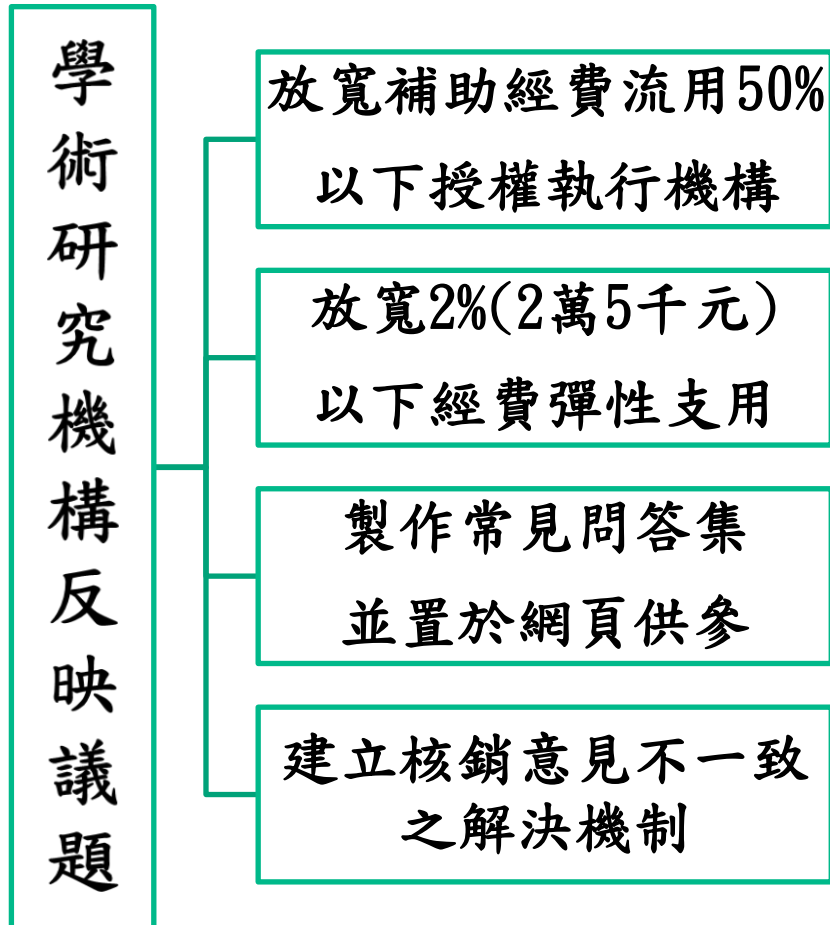 學術研究機構反映議題
放寬補助經費流用50%
以下授權執行機構
放寬2%(2萬5千元)
以下經費彈性支用
製作常見問答集
並置於網頁供參
建立核銷意見不一致
之解決機制